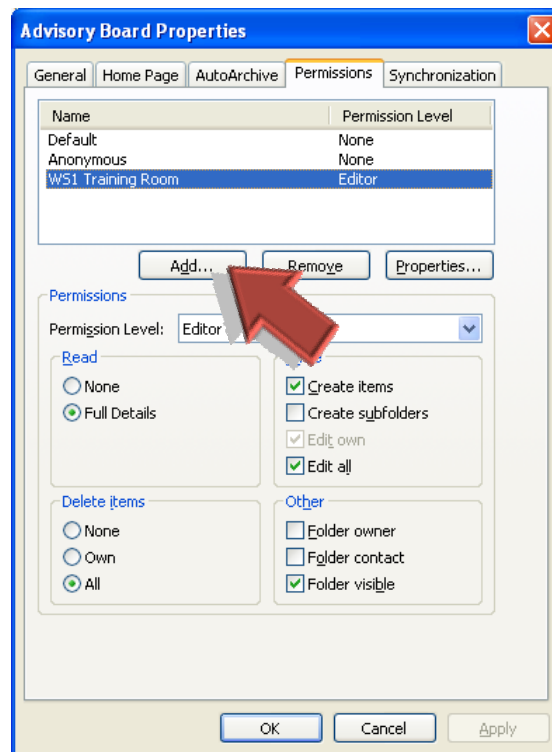 Advisory Board Properties
General Home Page AutoArchive Permissions Synchronization
Name Permission Level
Default None
Anonymous None
WS1 Training Room Editor
Add... Remove Properties...
Permissions
Permission Level: Editor
Read
None Create items
Full Details Create subfolders
Edit own
Edit all
Delete items Other
None Folder owner
Own Folder contact
All Folder visible
OK Cancel Apply